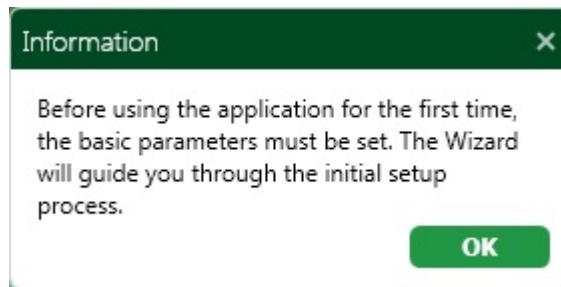 Information
Before using the application for the first time,
the basic parameters must be set. The Wizard
will guide you through the initial setup
process.
OK